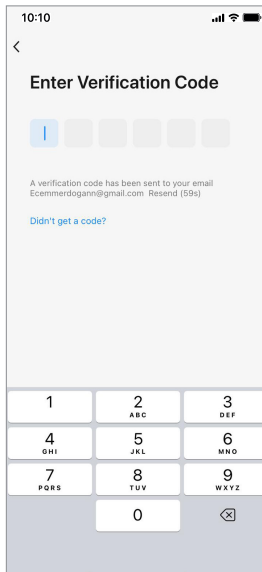 10:10
Enter Verification Code
A verification code has been sent to your email
Ecemmerdogann@gmail.com Resend (59s)
Didn't get a code?
1 2 3
ABC DEF
4 5 6
GHI JKL MNO
7 8 9
PQRS TUV WXYZ
0